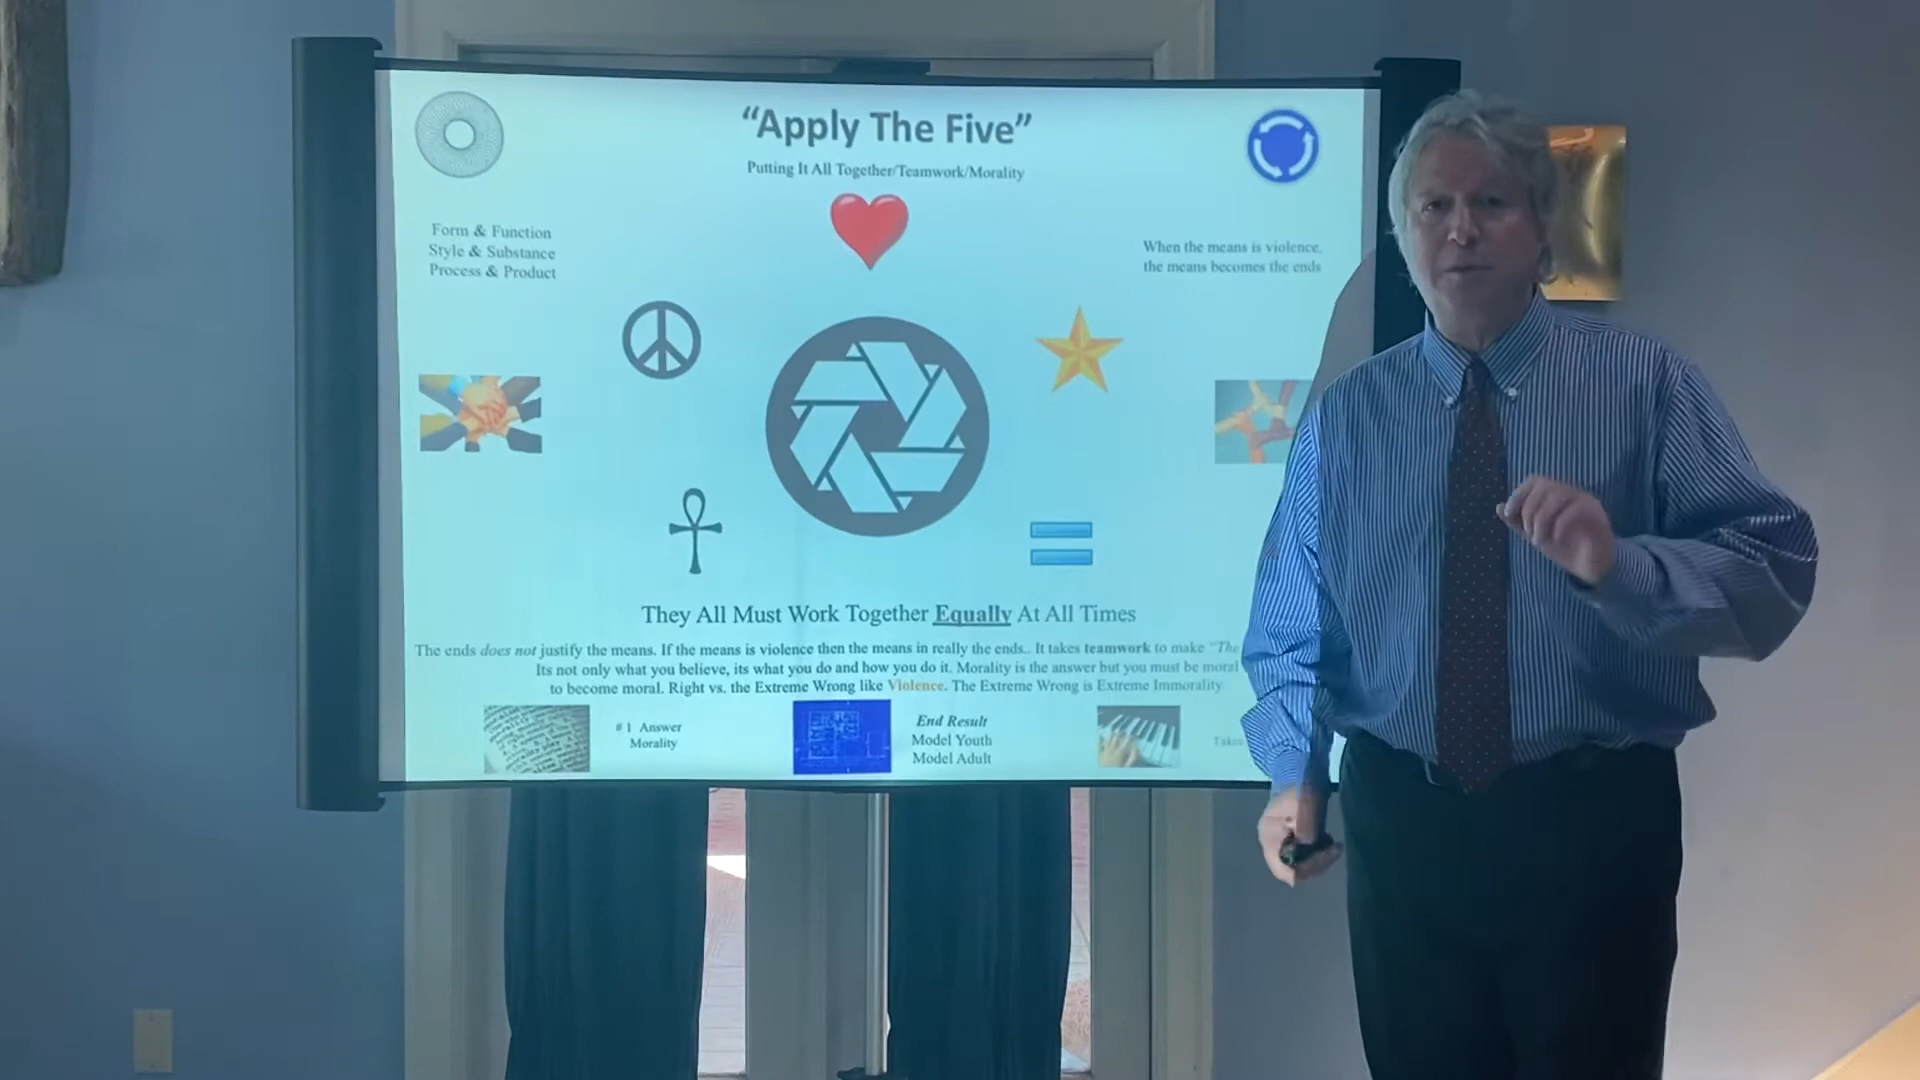 “Apply The Five”
Putting It All Together/Teamwork/Morality
Form & Function
Style & Substance
Process & Product
When the means is violence,
the means becomes the ends
They All Must Work Together Equally At All Times
The ends does not justify the means. If the means is violence then the means in really the ends.. It takes teamwork to make “The
Its not only what you believe, its what you do and how you do it. Morality is the answer but you must be moral
to become moral. Right vs. the Extreme Wrong like Violence. The Extreme Wrong is Extreme Immorality
# 1 Answer
Morality
End Result
Model Youth
Model Adult
Takes